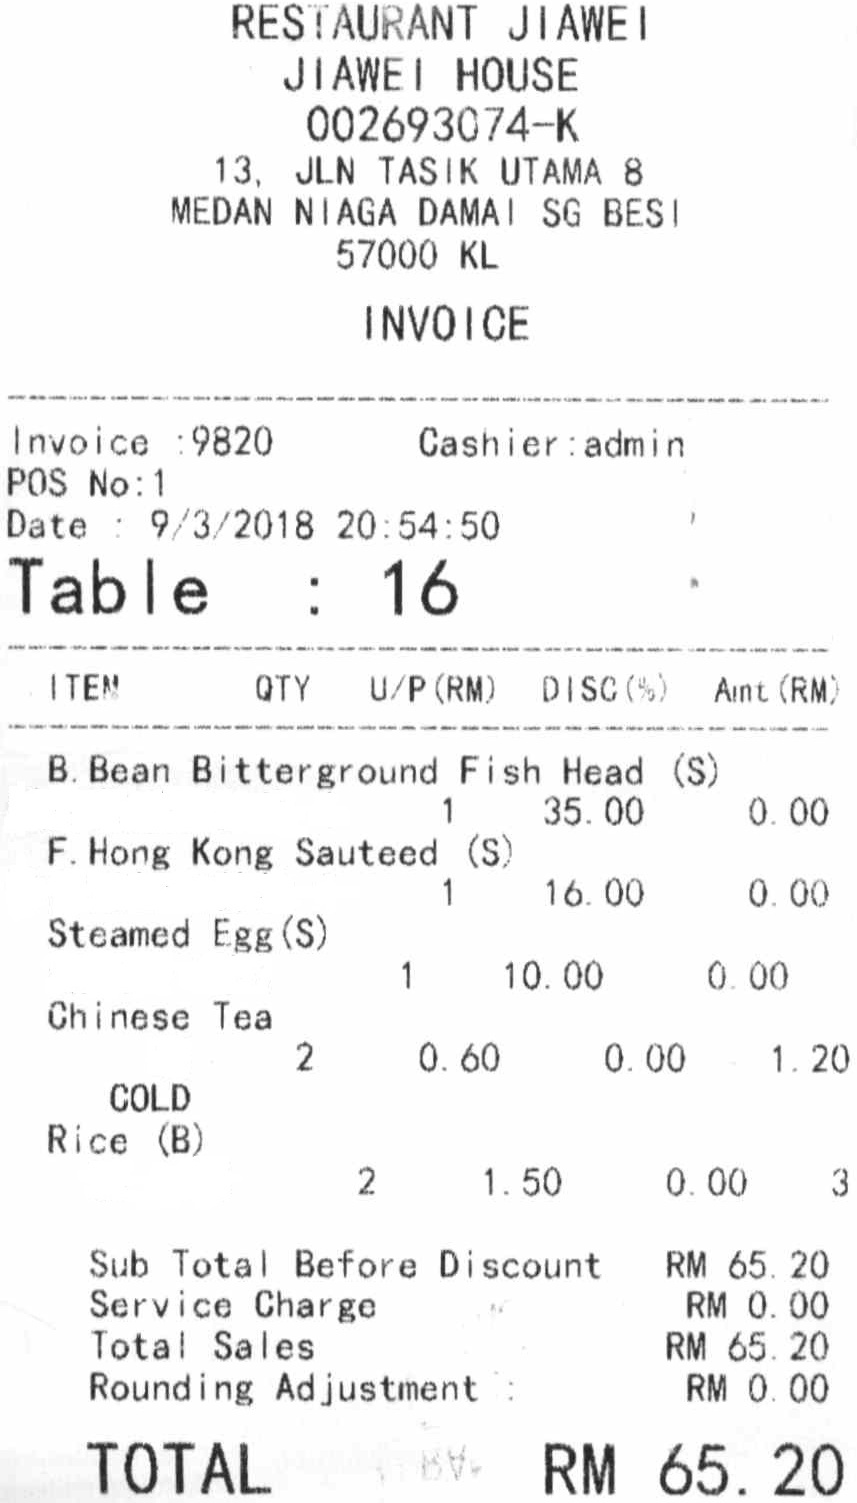 RESTAURANT JIAWEI
JIAWEI HOUSE
002693074-K
13, JLN TASIK UTAMA 8
MEDAN NIAGA DAMAI SG BESI
57000 KL
INVOICE
Invoice :9820 Cashier:admin
POS No:1
Date : 9/3/2018 20:54:50
Table : 16
ITEM QTY U/P(RM) DISC(%) Amt(RM)
B.Bean Bitterground Fish Head (S)
1 35.00 0.00
F.Hong Kong Sauteed (S)
1 16.00 0.00
Steamed Egg(S)
1 10.00 0.00
Chinese Tea
2 0.60 0.00 1.20
COLD
Rice (B)
2 1.50 0.00 3
Sub Total Before Discount RM 65.20
Service Charge RM 0.00
Total Sales RM 65.20
Rounding Adjustment : RM 0.00
TOTAL RM 65.20